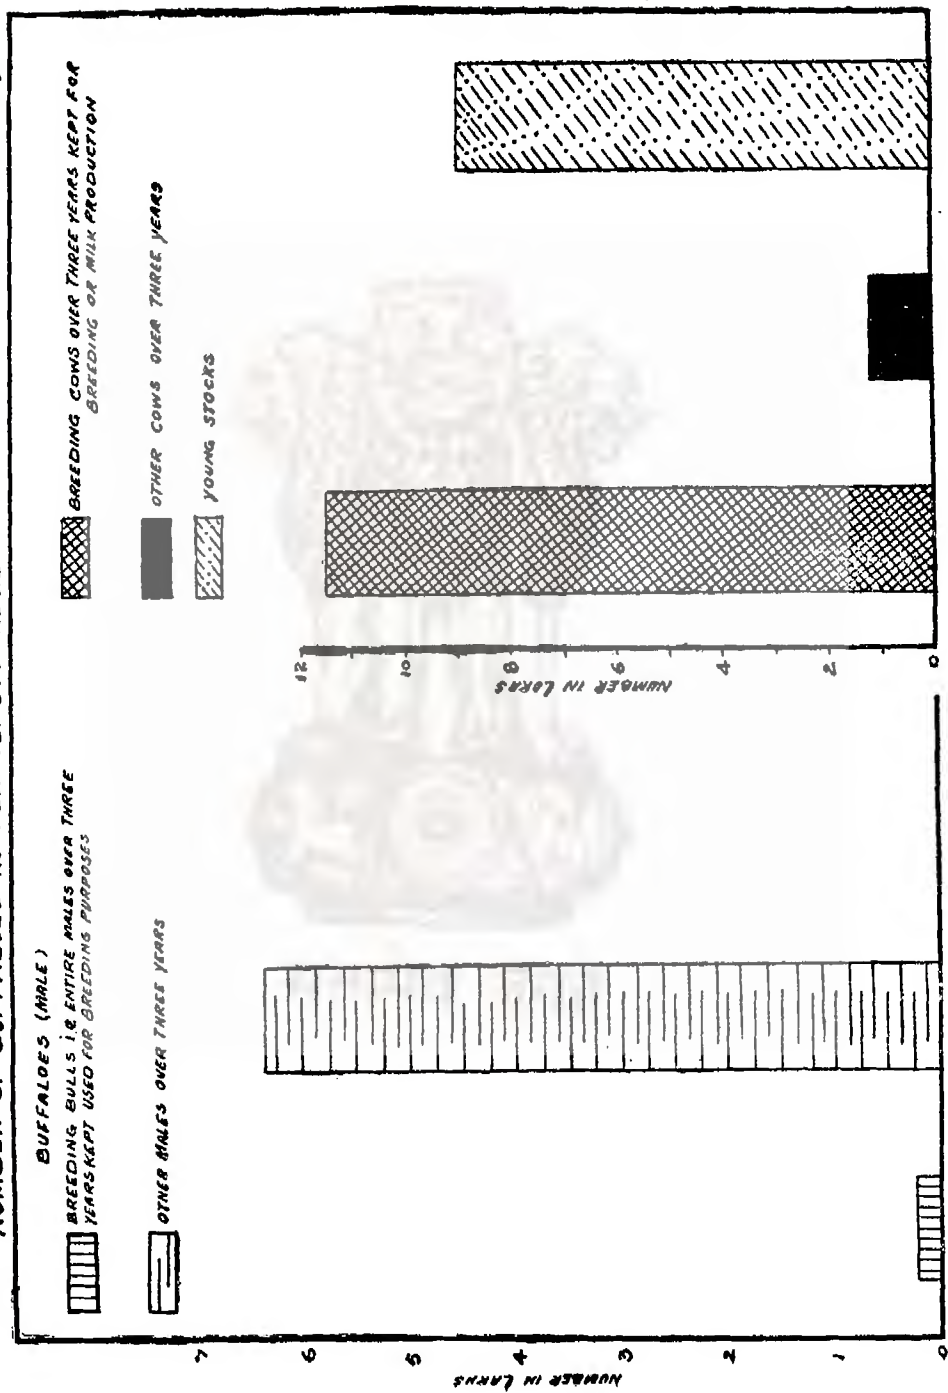 BUFFALOES (MALE)
BREEDING BULLS i.e ENTIRE MALES OVER THREE
YEARS KEPT USED FOR BREEDING PURPOSES
OTHER MALES OVER THREE YEARS
BREEDING COWS OVER THREE YEARS KEPT FOR
BREEDING OR MILK PRODUCTION
OTHER COWS OVER THREE YEARS
YOUNG STOCKS
NUMBER IN LAKHS
7
6
5
4
3
2
1
0
NUMBER IN LAKHS
12
10
8
6
4
2
0